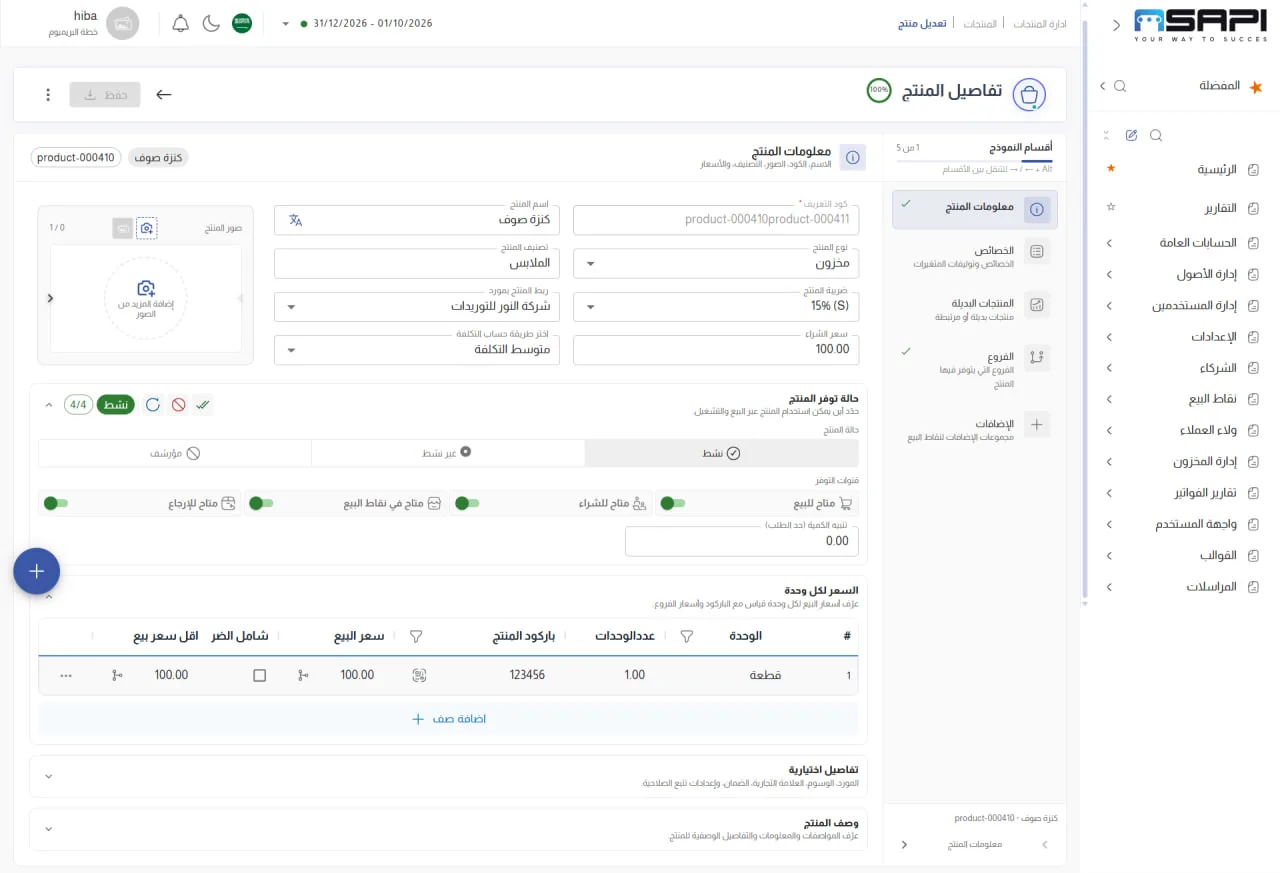 ASAPI
YOUR WAY TO SUCCES
المفضلة
الرئيسية
التقارير
الحسابات العامة
إدارة الأصول
إدارة المستخدمين
الإعدادات
الشركاء
نقاط البيع
ولاء العملاء
إدارة المخزون
تقارير الفواتير
واجهة المستخدم
القوالب
المراسلات
ادارة المنتجات
المنتجات
تعديل منتج
31/12/2026 - 01/10/2026
hiba
خطة البريميوم
تفاصيل المنتج
100%
حفظ
أقسام النموذج
1 من 5
Alt + ← / → للتنقل بين الأقسام
معلومات المنتج
الخصائص
الخصائص وتوليفات المتغيرات
المنتجات البديلة
منتجات بديلة أو مرتبطة
الفروع
الفروع التي يتوفر فيها
المنتج
الإضافات
مجموعات الإضافات لنقاط البيع
كنزة صوف - product-000410
معلومات المنتج
معلومات المنتج
الاسم، الكود، الصور، التصنيف، والأسعار
كنزة صوف
product-000410
كود التعريف *
product-000410product-000411
اسم المنتج
كنزة صوف
نوع المنتج
مخزون
تصنيف المنتج
الملابس
ضريبة المنتج
15% (S)
ربط المنتج بمورد
شركة النور للتوريدات
سعر الشراء
100.00
اختر طريقة حساب التكلفة
متوسط التكلفة
صور المنتج
1 / 0
إضافة المزيد من
الصور
حالة توفر المنتج
حدّد أين يمكن استخدام المنتج عبر البيع والتشغيل.
نشط
4/4
حالة المنتج
نشط
غير نشط
مؤرشف
قنوات التوفر
متاح للبيع
متاح للشراء
متاح في نقاط البيع
متاح للإرجاع
تنبيه الكمية (حد الطلب)
0.00
السعر لكل وحدة
عرّف أسعار البيع لكل وحدة قياس مع الباركود وأسعار الفروع.
# الوحدة عددالوحدات باركود المنتج سعر البيع شامل الضر اقل سعر بيع
1 قطعة 1.00 123456 100.00 100.00
اضافة صف
تفاصيل اختيارية
المورد، الوسوم، العلامة التجارية، الضمان، وإعدادات تتبع الصلاحية.
وصف المنتج
عرّف المواصفات والمعلومات والتفاصيل الوصفية للمنتج